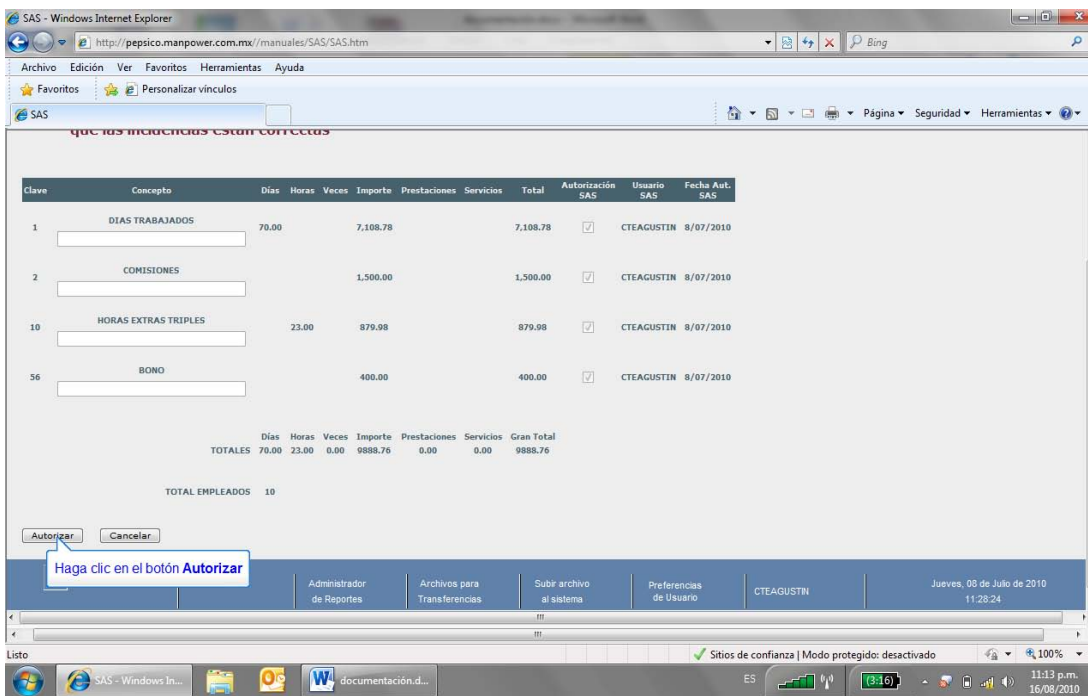 SAS - Windows Internet Explorer
http://pepsico.manpower.com.mx//manuales/SAS/SAS.htm
Bing
Archivo Edición Ver Favoritos Herramientas Ayuda
Favoritos Personalizar vínculos
SAS Página Seguridad Herramientas
que las incidencias están correctas
Clave Concepto Días Horas Veces Importe Prestaciones Servicios Total Autorización SAS Usuario SAS Fecha Aut. SAS
1 DIAS TRABAJADOS 70.00 7,108.78 7,108.78 CTEAGUSTIN 8/07/2010
2 COMISIONES 1,500.00 1,500.00 CTEAGUSTIN 8/07/2010
10 HORAS EXTRAS TRIPLES 23.00 879.98 879.98 CTEAGUSTIN 8/07/2010
56 BONO 400.00 400.00 CTEAGUSTIN 8/07/2010
Días Horas Veces Importe Prestaciones Servicios Gran Total
TOTALES 70.00 23.00 0.00 9888.76 0.00 0.00 9888.76
TOTAL EMPLEADOS 10
Autorizar Cancelar
Haga clic en el botón Autorizar
Administrador de Reportes
Archivos para Transferencias
Subir archivo al sistema
Preferencias de Usuario
CTEAGUSTIN
Jueves, 08 de Julio de 2010
11:28:24
Listo Sitios de confianza | Modo protegido: desactivado 100%
SAS - Windows In... documentación.d... ES (3:16) 11:13 p.m.
16/08/2010